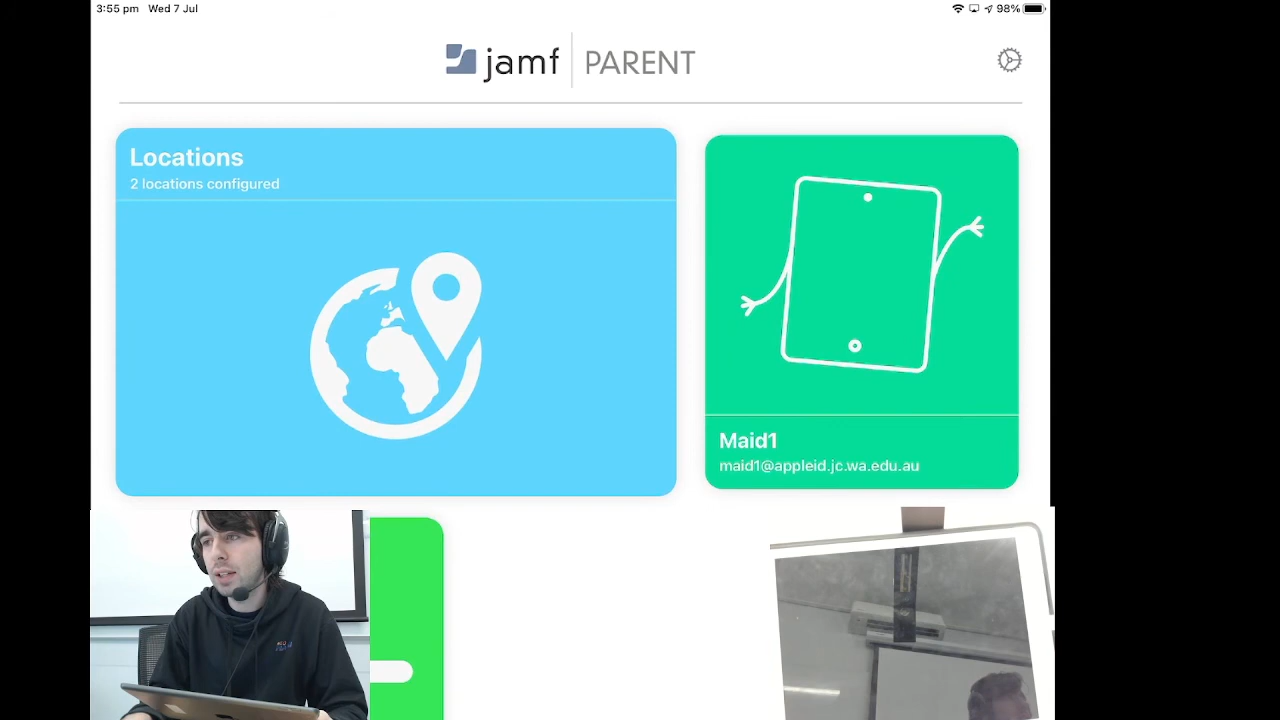 3:55 pm Wed 7 Jul
98%
jamf PARENT
Locations
2 locations configured
Maid1
maid1@appleid.jc.wa.edu.au